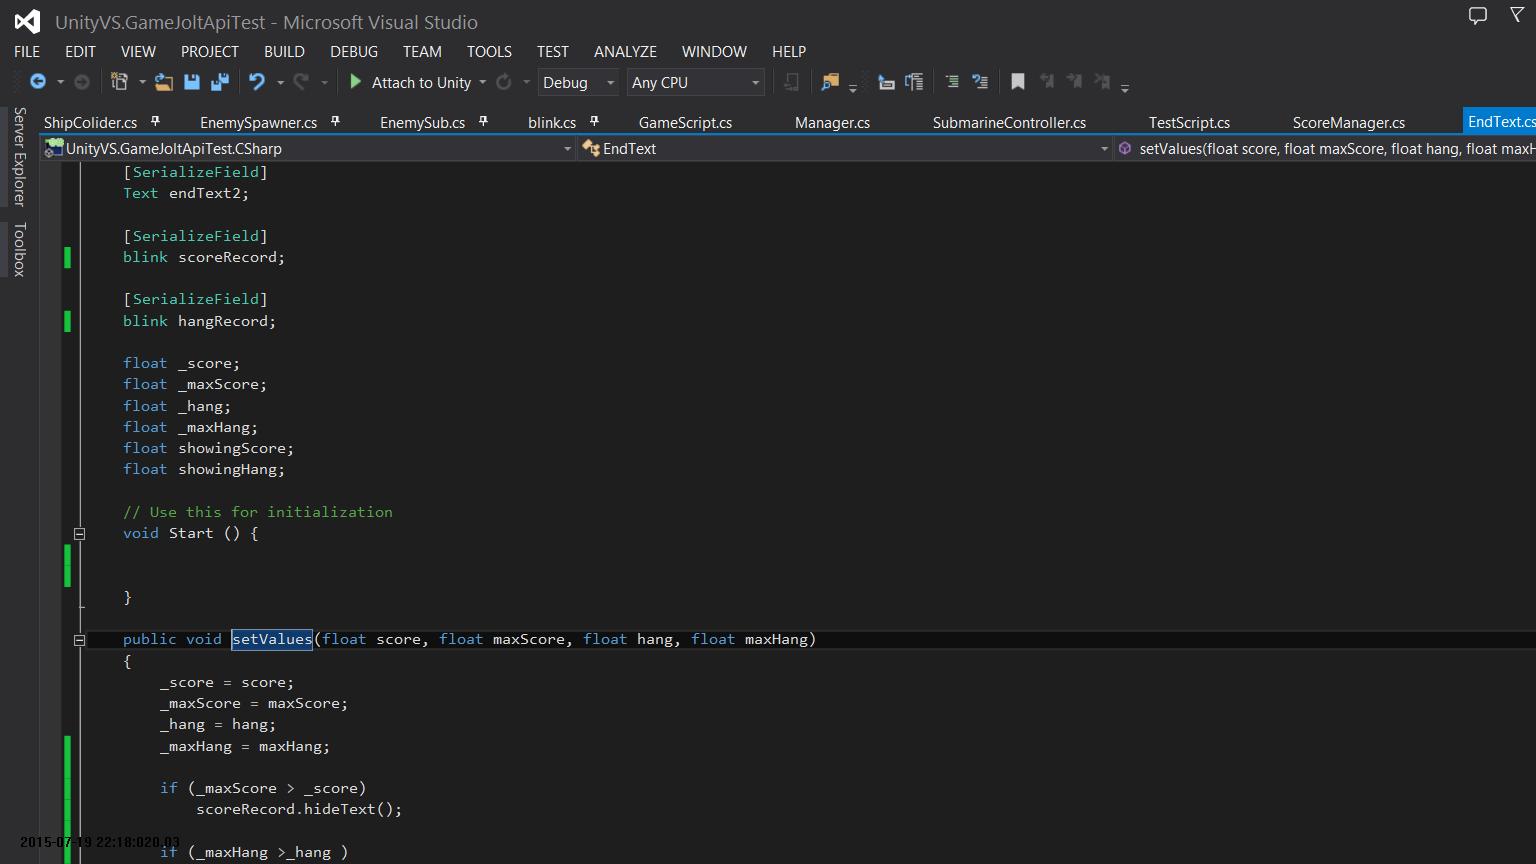 UnityVS.GameJoltApiTest - Microsoft Visual Studio
FILE EDIT VIEW PROJECT BUILD DEBUG TEAM TOOLS TEST ANALYZE WINDOW HELP
Attach to Unity Debug Any CPU
Server Explorer
Toolbox
ShipColider.cs EnemySpawner.cs EnemySub.cs blink.cs GameScript.cs Manager.cs SubmarineController.cs TestScript.cs ScoreManager.cs EndText.cs
UnityVS.GameJoltApiTest.CSharp EndText setValues(float score, float maxScore, float hang, float maxH
[SerializeField]
Text endText2;
[SerializeField]
blink scoreRecord;
[SerializeField]
blink hangRecord;
float _score;
float _maxScore;
float _hang;
float _maxHang;
float showingScore;
float showingHang;
// Use this for initialization
void Start () {
}
public void setValues(float score, float maxScore, float hang, float maxHang)
{
_score = score;
_maxScore = maxScore;
_hang = hang;
_maxHang = maxHang;
if (_maxScore > _score)
scoreRecord.hideText();
2015-07-19 22:18:020.03
if (_maxHang >_hang )